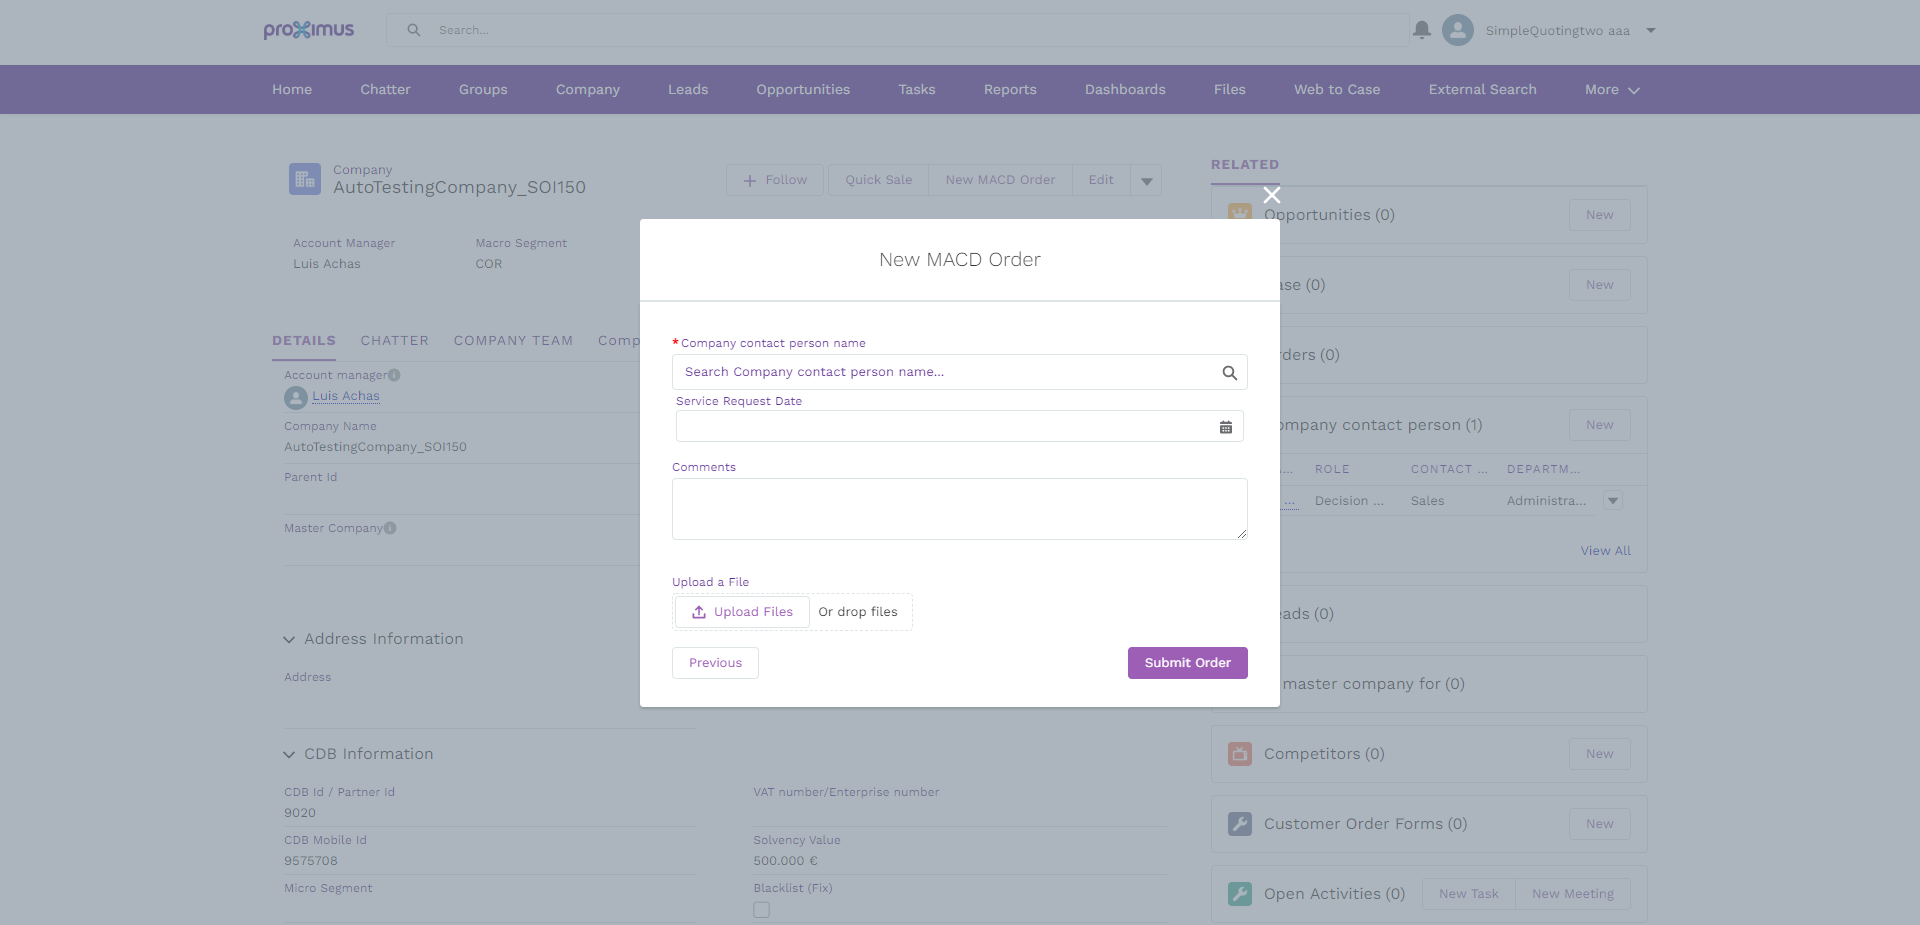 proximus
Search...
SimpleQuotingtwo aaa
Home
Chatter
Groups
Company
Leads
Opportunities
Tasks
Reports
Dashboards
Files
Web to Case
External Search
More
Company
AutoTestingCompany_SOI150
Follow
Quick Sale
New MACD Order
Edit
Account Manager
Luis Achas
Macro Segment
COR
DETAILS
CHATTER
COMPANY TEAM
Comp
Account manager
Luis Achas
Company Name
AutoTestingCompany_SOI150
Parent Id
Master Company
Address Information
Address
CDB Information
CDB Id / Partner Id
9020
VAT number/Enterprise number
CDB Mobile Id
9575708
Solvency Value
500.000 €
Micro Segment
Blacklist (Fix)
New MACD Order
*Company contact person name
Search Company contact person name...
Service Request Date
Comments
Upload a File
Upload Files
Or drop files
Previous
Submit Order
RELATED
Opportunities (0)
New
ase (0)
New
rders (0)
ompany contact person (1)
New
...
ROLE
CONTACT ...
DEPARTM...
...
Decision ...
Sales
Administra...
View All
eads (0)
master company for (0)
Competitors (0)
New
Customer Order Forms (0)
New
Open Activities (0)
New Task
New Meeting